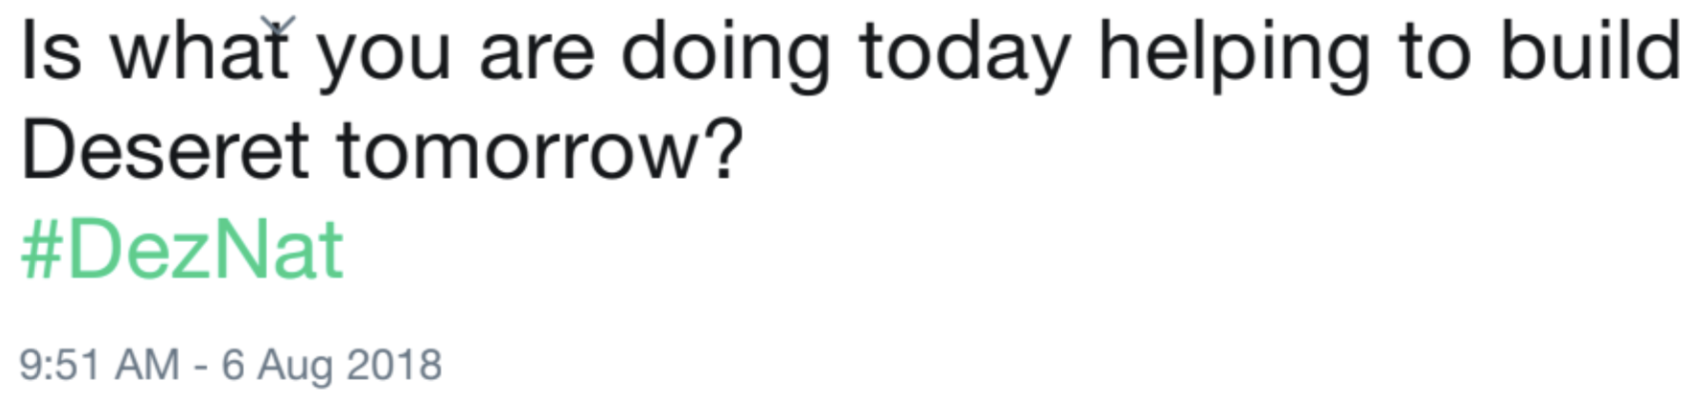 Is what you are doing today helping to build
Deseret tomorrow?
#DezNat
9:51 AM - 6 Aug 2018